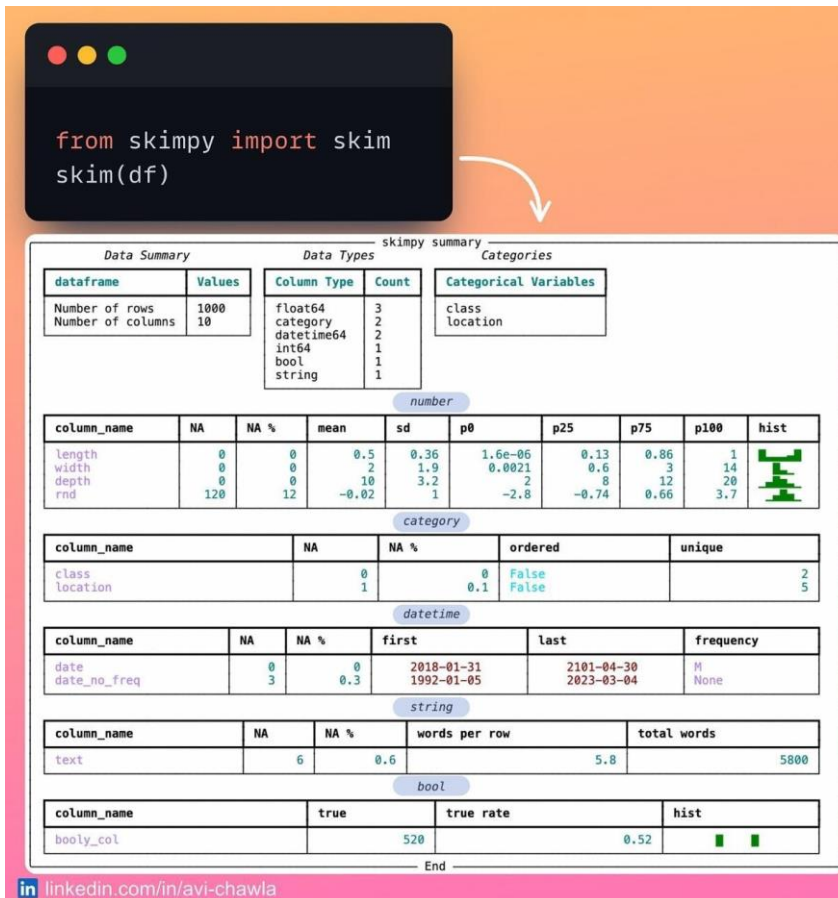 from skimpy import skim
skim(df)
skimpy summary
Data Summary Data Types Categories
dataframe Values Column Type Count Categorical Variables
Number of rows 1000 float64 3 class
Number of columns 10 category 2 location
datetime64 2
int64 1
bool 1
string 1
number
column_name NA NA % mean sd p0 p25 p75 p100 hist
length 0 0 0.5 0.36 1.6e-06 0.13 0.86 1
width 0 0 2 1.9 0.0021 0.6 3 14
depth 0 0 10 3.2 2 8 12 20
rnd 120 12 -0.02 1 -2.8 -0.74 0.66 3.7
category
column_name NA NA % ordered unique
class 0 0 False 2
location 1 0.1 False 5
datetime
column_name NA NA % first last frequency
date 0 0 2018-01-31 2101-04-30 M
date_no_freq 3 0.3 1992-01-05 2023-03-04 None
string
column_name NA NA % words per row total words
text 6 0.6 5.8 5800
bool
column_name true true rate hist
booly_col 520 0.52
End
in linkedin.com/in/avi-chawla